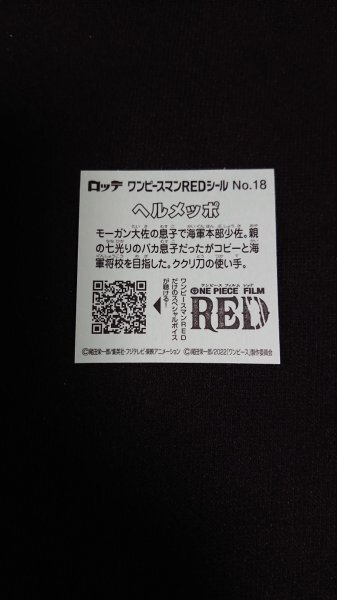 ロッテ ワンピースマンREDシール No.18
ヘルメッポ
モーガン大佐の息子で海軍本部少佐。親
の七光りのバカ息子だったがコビーと海
軍将校を目指した。ククリ刀の使い手。
ワンピースマンRED
だけのスペシャルボイス
が聴ける!
ONE PIECE FILM
RED
©尾田栄一郎/集英社・フジテレビ・東映アニメーション ©尾田栄一郎/2022「ワンピース」製作委員会